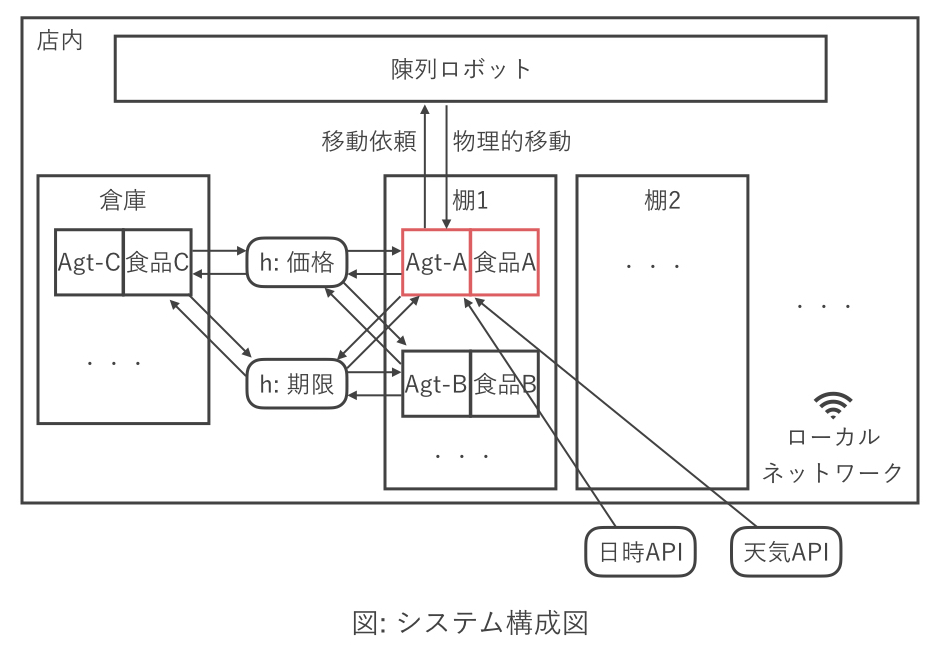 店内
陳列ロボット
移動依頼
物理的移動
倉庫
棚1
棚2
Agt-C
食品C
h: 価格
Agt-A
食品A
・・・
・・・
・・・
h: 期限
Agt-B
食品B
・・・
ローカル
ネットワーク
日時API
天気API
図: システム構成図